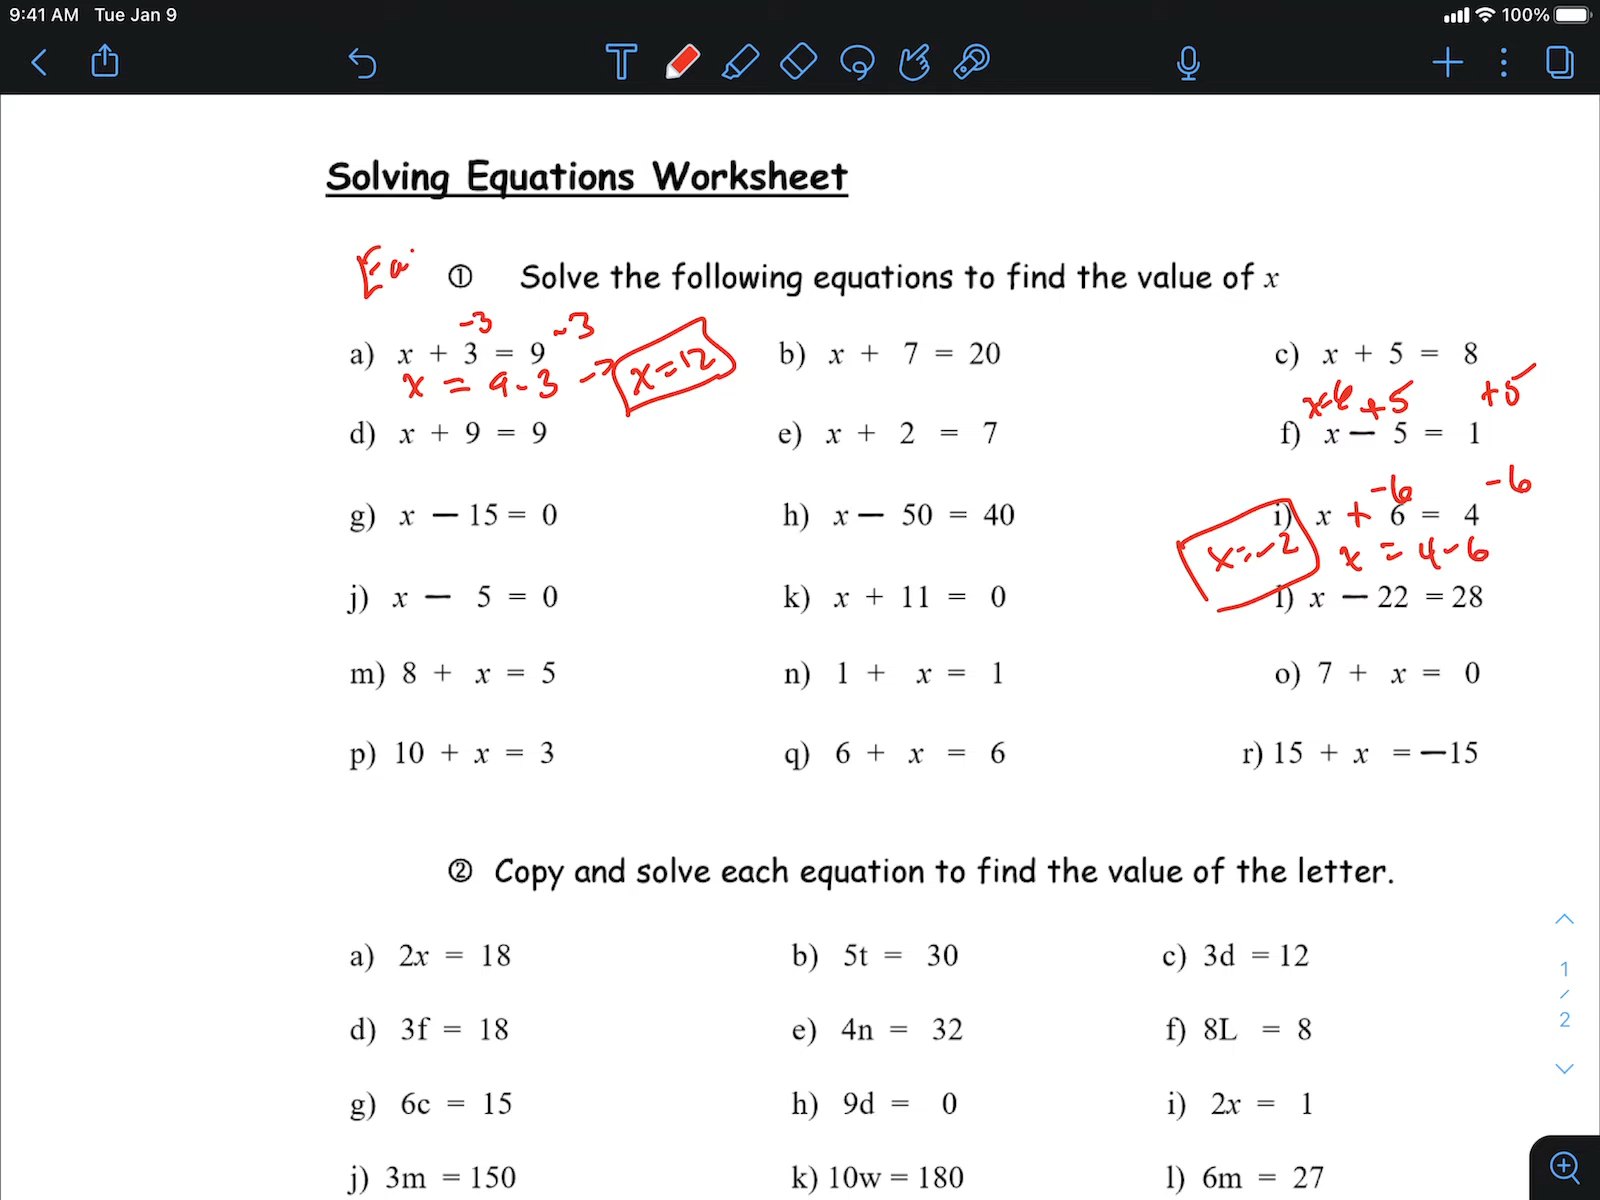 9:41 AM Tue Jan 9 100%
Solving Equations Worksheet
① Solve the following equations to find the value of x
-3 -3
a) x + 3 = 9 b) x + 7 = 20 c) x + 5 = 8
x = 9 - 3 → x = 12
x=6 +5 +5
d) x + 9 = 9 e) x + 2 = 7 f) x — 5 = 1
-6 -6
g) x — 15 = 0 h) x — 50 = 40 i) x + 6 = 4
x = -2 x = 4 - 6
j) x — 5 = 0 k) x + 11 = 0 l) x — 22 = 28
m) 8 + x = 5 n) 1 + x = 1 o) 7 + x = 0
p) 10 + x = 3 q) 6 + x = 6 r) 15 + x = —15
② Copy and solve each equation to find the value of the letter.
a) 2x = 18 b) 5t = 30 c) 3d = 12
d) 3f = 18 e) 4n = 32 f) 8L = 8
g) 6c = 15 h) 9d = 0 i) 2x = 1
j) 3m = 150 k) 10w = 180 l) 6m = 27
1
/
2